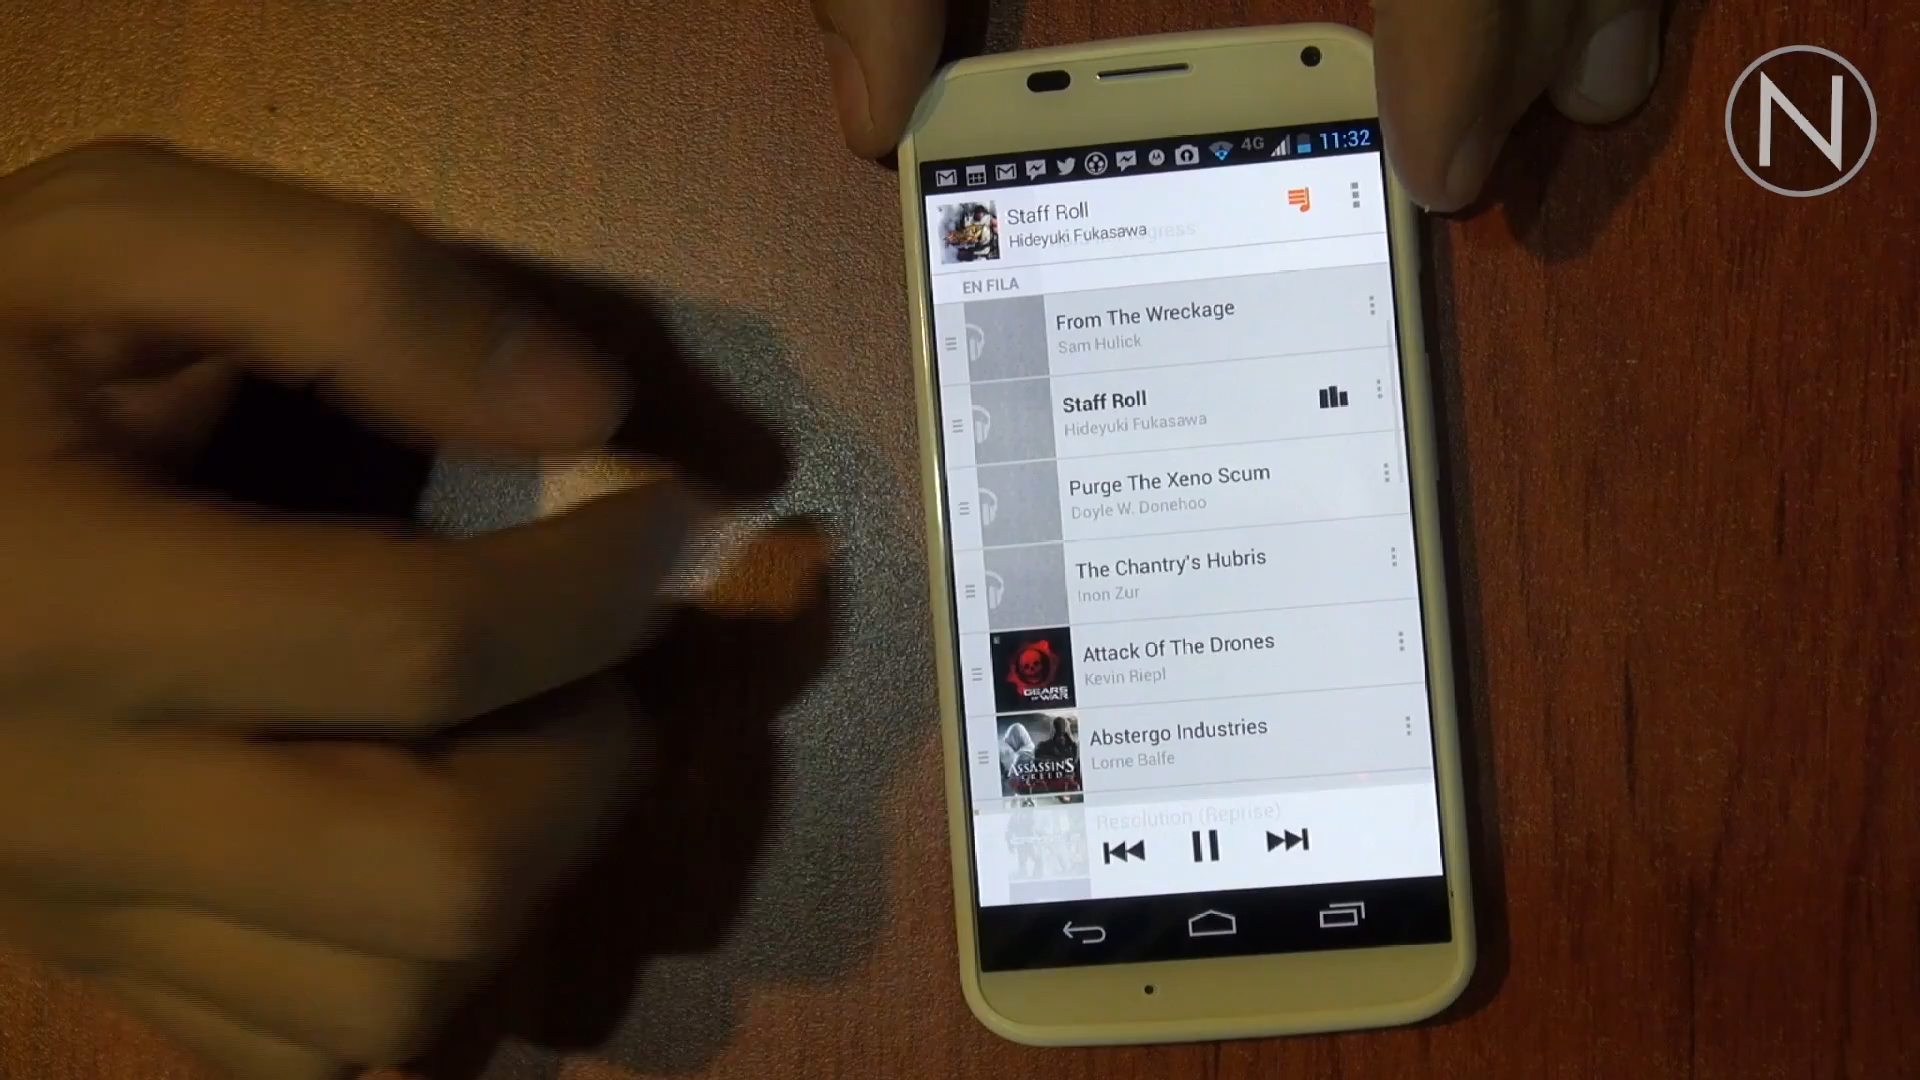 N
4G 11:32
Staff Roll
Hideyuki Fukasawa
EN FILA
From The Wreckage
Sam Hulick
Staff Roll
Hideyuki Fukasawa
Purge The Xeno Scum
Doyle W. Donehoo
The Chantry's Hubris
Inon Zur
Attack Of The Drones
Kevin Riepl
GEARS
OF WAR
Abstergo Industries
Lorne Balfe
ASSASSIN'S
CREED
Resolution (Reprise)